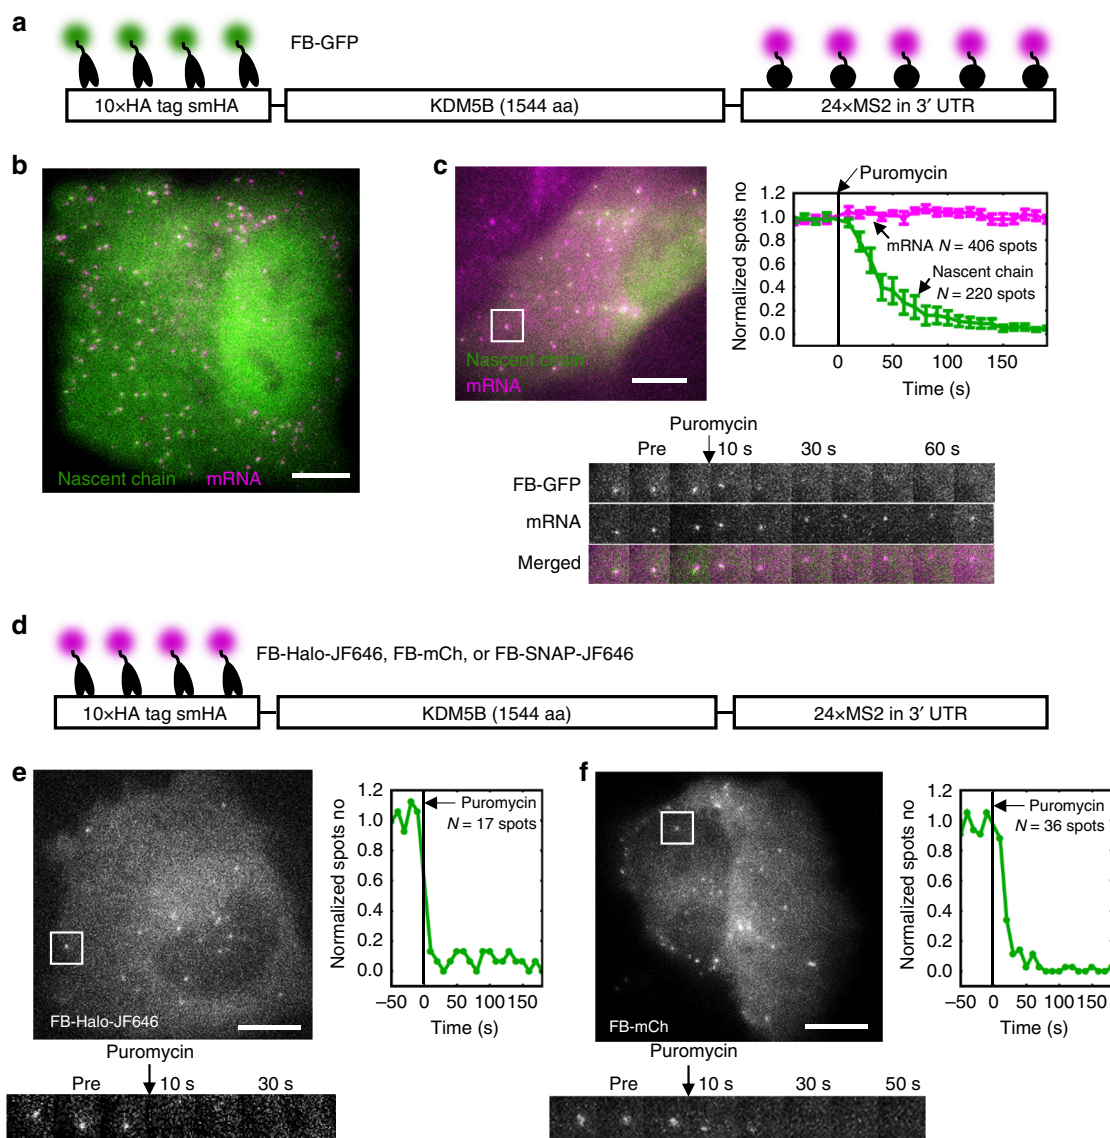 a
FB-GFP
10×HA tag smHA
KDM5B (1544 aa)
24×MS2 in 3′ UTR
b
Nascent chain
mRNA
c
Nascent chain
mRNA
Puromycin
1.2
1.0
0.8
0.6
0.4
0.2
0.0
Normalized spots no
mRNA N = 406 spots
Nascent chain
N = 220 spots
0 50 100 150
Time (s)
Puromycin
Pre 10 s 30 s 60 s
FB-GFP
mRNA
Merged
d
FB-Halo-JF646, FB-mCh, or FB-SNAP-JF646
10×HA tag smHA
KDM5B (1544 aa)
24×MS2 in 3′ UTR
e
FB-Halo-JF646
1.2
1.0
0.8
0.6
0.4
0.2
0.0
Normalized spots no
Puromycin
N = 17 spots
–50 0 50 100 150
Time (s)
Puromycin
Pre 10 s 30 s
f
FB-mCh
1.2
1.0
0.8
0.6
0.4
0.2
0.0
Normalized spots no
Puromycin
N = 36 spots
–50 0 50 100 150
Time (s)
Puromycin
Pre 10 s 30 s 50 s